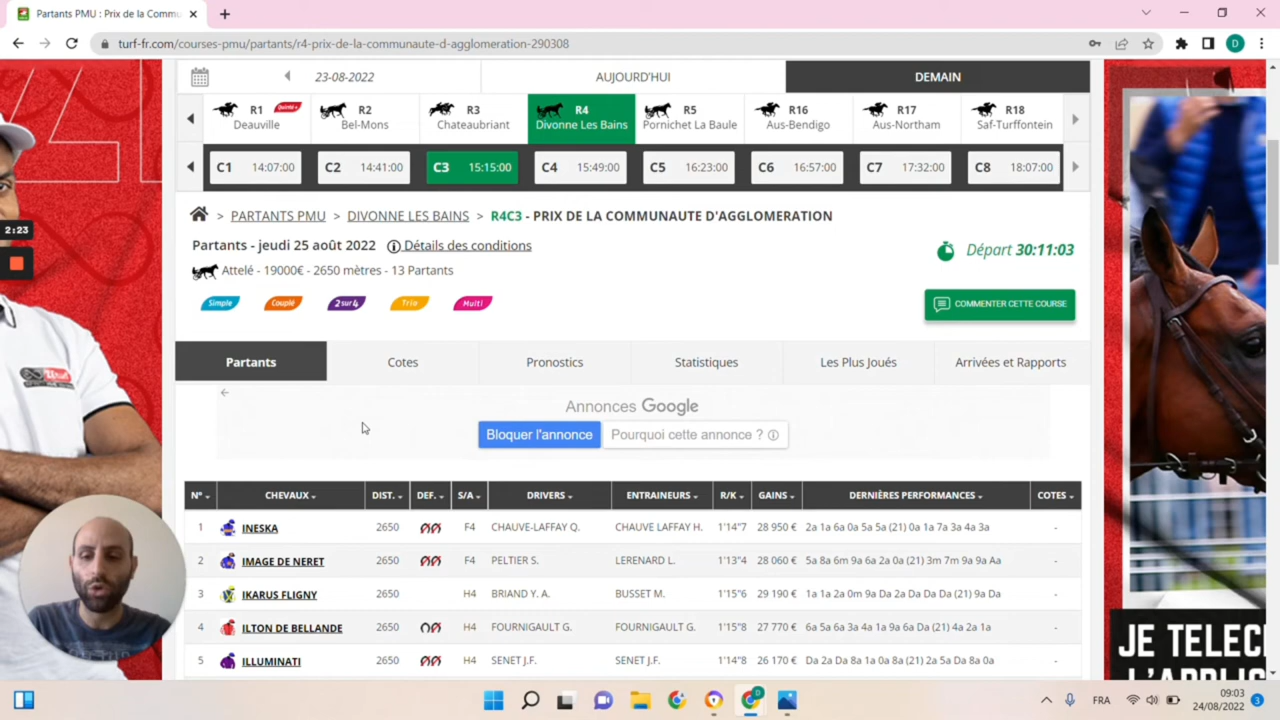 Partants PMU : Prix de la Commu
turf-fr.com/courses-pmu/partants/r4-prix-de-la-communaute-d-agglomeration-290308
D
23-08-2022 AUJOURD'HUI DEMAIN
R1 Quinté+ R2 R3 R4 R5 R16 R17 R18
Deauville Bel-Mons Chateaubriant Divonne Les Bains Pornichet La Baule Aus-Bendigo Aus-Northam Saf-Turffontein
C1 14:07:00 C2 14:41:00 C3 15:15:00 C4 15:49:00 C5 16:23:00 C6 16:57:00 C7 17:32:00 C8 18:07:00
PARTANTS PMU > DIVONNE LES BAINS > R4C3 - PRIX DE LA COMMUNAUTE D'AGGLOMERATION
2:23
Partants - jeudi 25 août 2022 Détails des conditions
Départ 30:11:03
Attelé - 19000€ - 2650 mètres - 13 Partants
Simple Couplé 2 sur 4 Trio Multi
COMMENTER CETTE COURSE
Partants Cotes Pronostics Statistiques Les Plus Joués Arrivées et Rapports
Annonces Google
Bloquer l'annonce Pourquoi cette annonce ?
N° CHEVAUX DIST. DEF. S/A DRIVERS ENTRAINEURS R/K GAINS DERNIÈRES PERFORMANCES COTES
1 INESKA 2650 F4 CHAUVE-LAFFAY Q. CHAUVE LAFFAY H. 1'14"7 28 950 € 2a 1a 6a 0a 5a 5a (21) 0a 1a 7a 3a 4a 3a -
2 IMAGE DE NERET 2650 F4 PELTIER S. LERENARD L. 1'13"4 28 060 € 5a 8a 6m 9a 6a 2a 0a (21) 3m 7m 9a 9a Aa -
3 IKARUS FLIGNY 2650 H4 BRIAND Y. A. BUSSET M. 1'15"6 29 190 € 1a 1a 2a 0m 9a Da 2a Da Da Da (21) 9a Da -
4 ILTON DE BELLANDE 2650 H4 FOURNIGAULT G. FOURNIGAULT G. 1'15"8 27 770 € 6a 5a 6a 3a 4a 1a 9a 6a Da (21) 4a 2a 1a -
5 ILLUMINATI 2650 H4 SENET J.F. SENET J.F. 1'14"8 26 170 € Da 2a Da 8a 1a 0a 8a (21) 2a 5a Da 8a 0a -
JE TELEC
L'APPLIC
FRA
09:03
24/08/2022
3